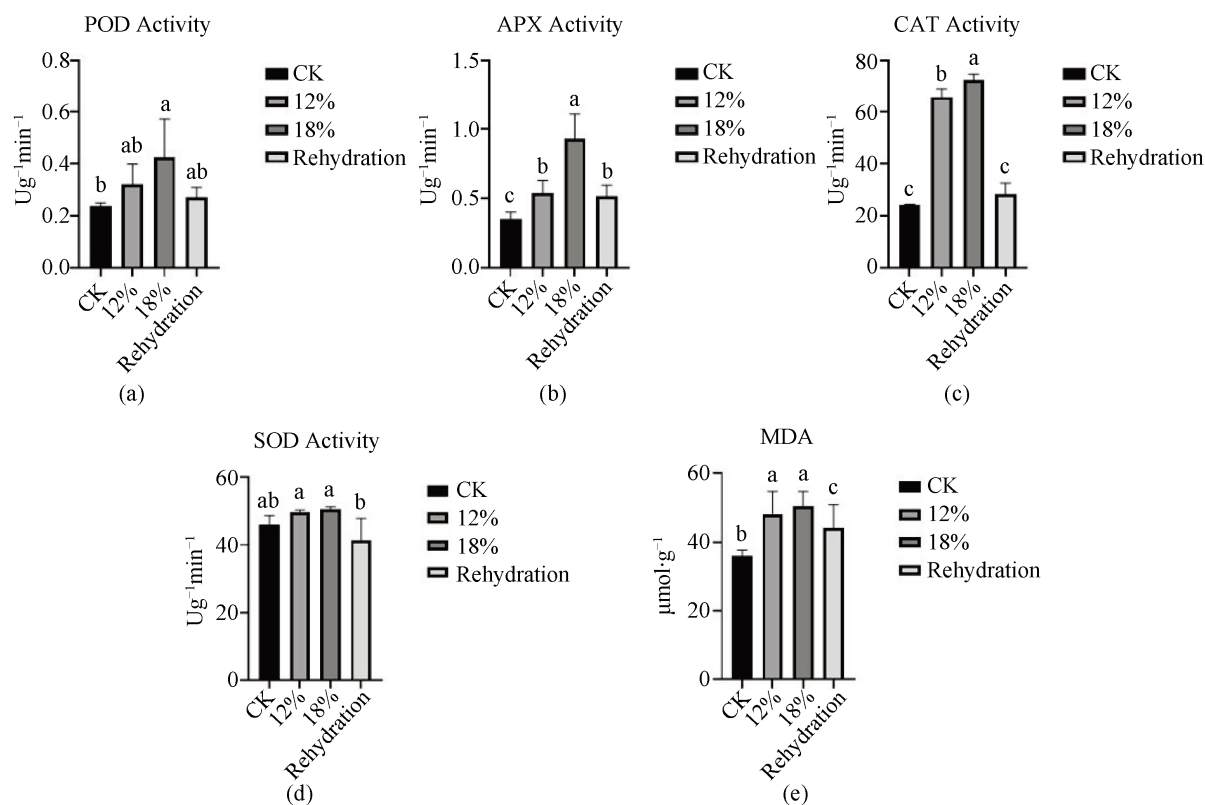 POD Activity
0.8
0.6
0.4
0.2
0.0
Ug⁻¹min⁻¹
b
ab
a
ab
CK
12%
18%
Rehydration
CK
12%
18%
Rehydration
(a)
APX Activity
1.5
1.0
0.5
0.0
Ug⁻¹min⁻¹
c
b
a
b
CK
12%
18%
Rehydration
CK
12%
18%
Rehydration
(b)
CAT Activity
80
60
40
20
0
Ug⁻¹min⁻¹
c
b
a
c
CK
12%
18%
Rehydration
CK
12%
18%
Rehydration
(c)
SOD Activity
60
40
20
0
Ug⁻¹min⁻¹
ab
a
a
b
CK
12%
18%
Rehydration
CK
12%
18%
Rehydration
(d)
MDA
60
40
20
0
μmol·g⁻¹
b
a
a
c
CK
12%
18%
Rehydration
CK
12%
18%
Rehydration
(e)